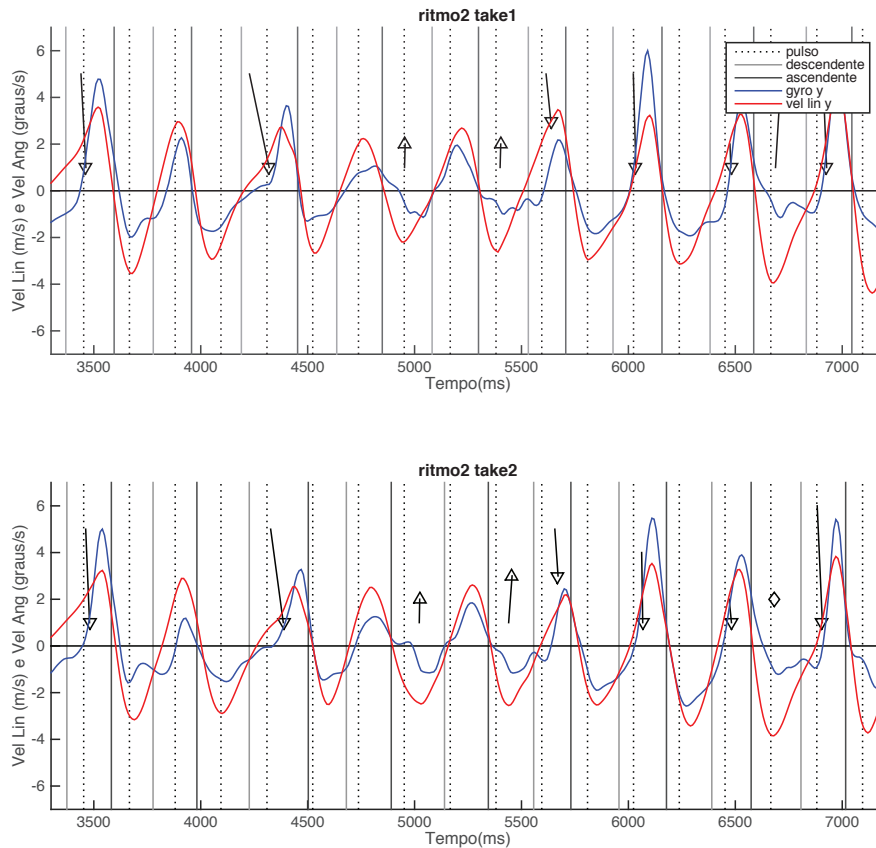 ritmo2 take1
6
4
2
0
-2
-4
-6
Vel Lin (m/s) e Vel Ang (graus/s)
pulso
descendente
ascendente
gyro y
vel lin y
3500 4000 4500 5000 5500 6000 6500 7000
Tempo(ms)
ritmo2 take2
6
4
2
0
-2
-4
-6
Vel Lin (m/s) e Vel Ang (graus/s)
3500 4000 4500 5000 5500 6000 6500 7000
Tempo(ms)